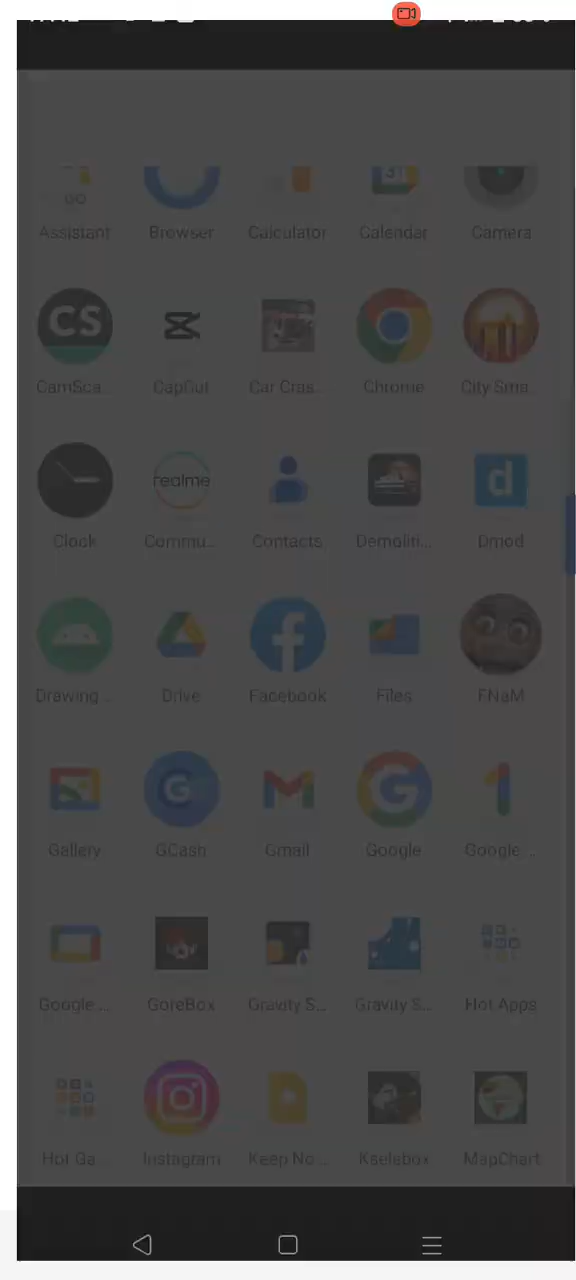 Assistant Browser Calculator Calendar Camera
CS
CamSca... CapCut Car Cras... Chrome City Sma...
realme
d
Clock Commu... Contacts Demoliti... Dmod
Drawing ... Drive Facebook Files FNaM
Gallery GCash Gmail Google Google ...
Google ... GoreBox Gravity S... Gravity S... Hot Apps
Hot Ga... Instagram Keep No... Kselebox MapChart